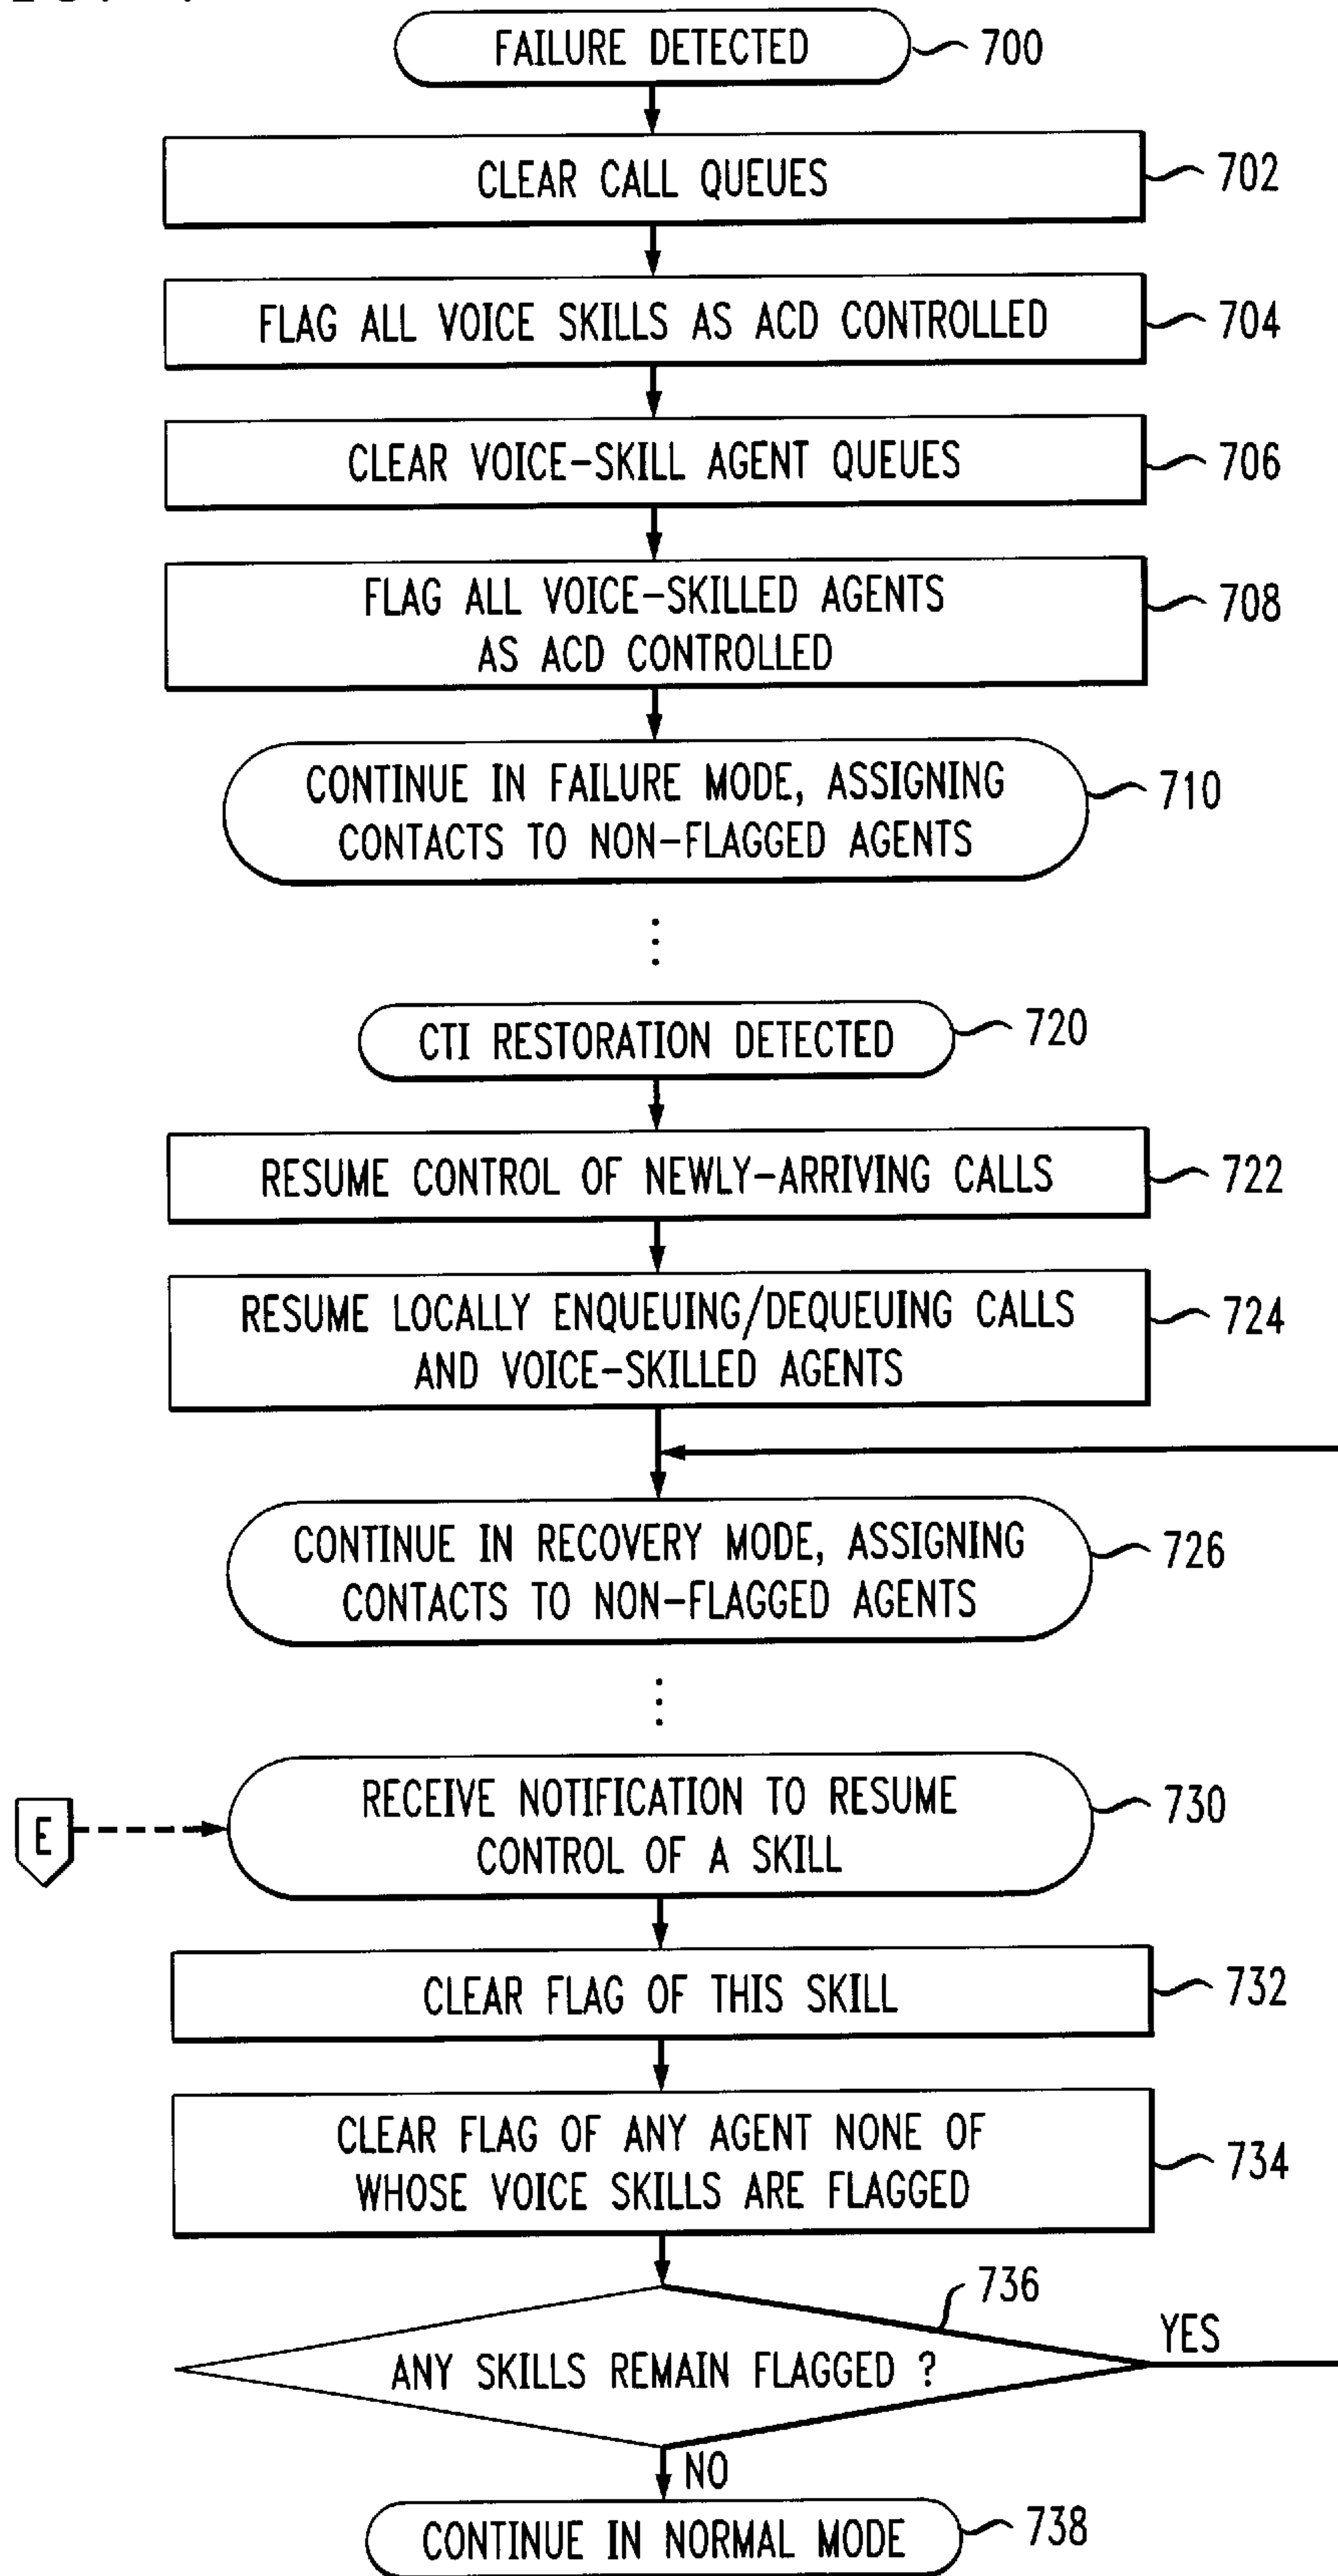 FAILURE DETECTED
700
CLEAR CALL QUEUES
702
FLAG ALL VOICE SKILLS AS ACD CONTROLLED
704
CLEAR VOICE-SKILL AGENT QUEUES
706
FLAG ALL VOICE-SKILLED AGENTS
AS ACD CONTROLLED
708
CONTINUE IN FAILURE MODE, ASSIGNING
CONTACTS TO NON-FLAGGED AGENTS
710
CTI RESTORATION DETECTED
720
RESUME CONTROL OF NEWLY-ARRIVING CALLS
722
RESUME LOCALLY ENQUEUING/DEQUEUING CALLS
AND VOICE-SKILLED AGENTS
724
CONTINUE IN RECOVERY MODE, ASSIGNING
CONTACTS TO NON-FLAGGED AGENTS
726
E
RECEIVE NOTIFICATION TO RESUME
CONTROL OF A SKILL
730
CLEAR FLAG OF THIS SKILL
732
CLEAR FLAG OF ANY AGENT NONE OF
WHOSE VOICE SKILLS ARE FLAGGED
734
736
YES
ANY SKILLS REMAIN FLAGGED ?
NO
CONTINUE IN NORMAL MODE
738